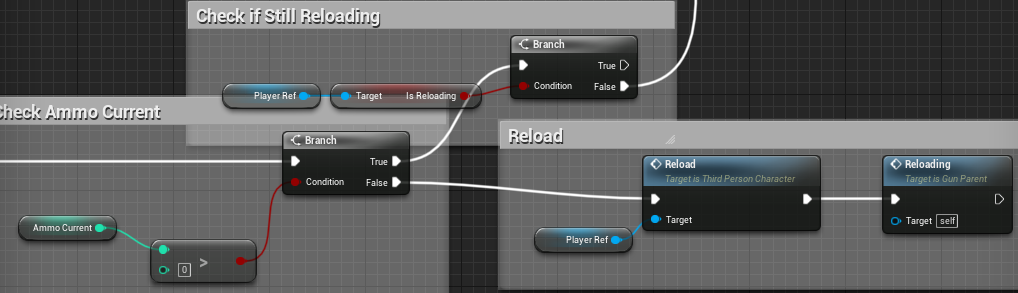 Check if Still Reloading
Branch
True
Player Ref
Target
Is Reloading
Condition
False
Check Ammo Current
Branch
True
Condition
False
Ammo Current
0
>
Reload
Reload
Target is Third Person Character
Target
Player Ref
Reloading
Target is Gun Parent
Target
self